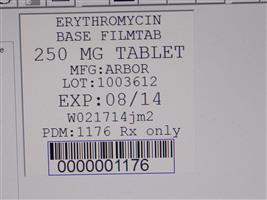 ERYTHROMYCIN
BASE FILMTAB
250 MG TABLET
MFG:ARBOR
LOT:1003612
EXP:08/14
W021714jm2
PDM:1176 Rx only
0000001176